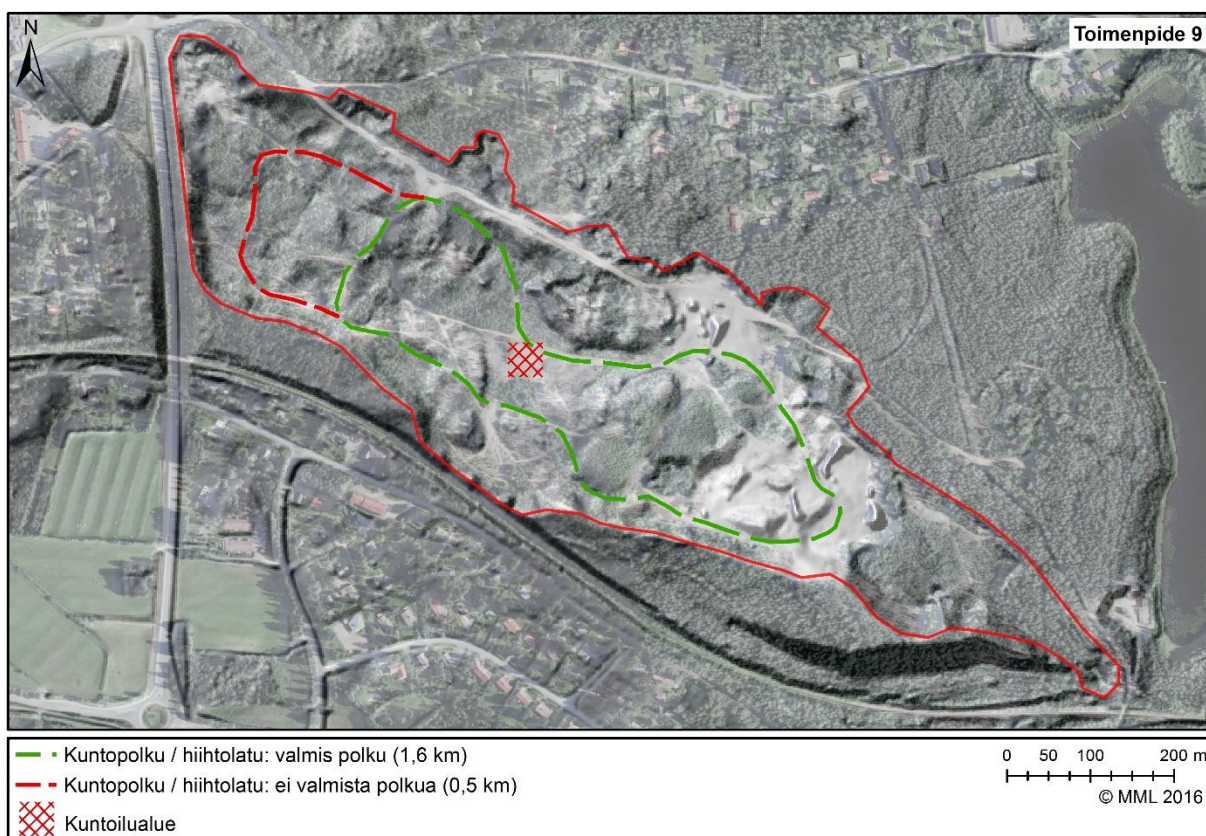 N
Toimenpide 9
Kuntopolku / hiihtolatu: valmis polku (1,6 km)
Kuntopolku / hiihtolatu: ei valmista polkua (0,5 km)
Kuntoilualue
0 50 100 200 m
© MML 2016